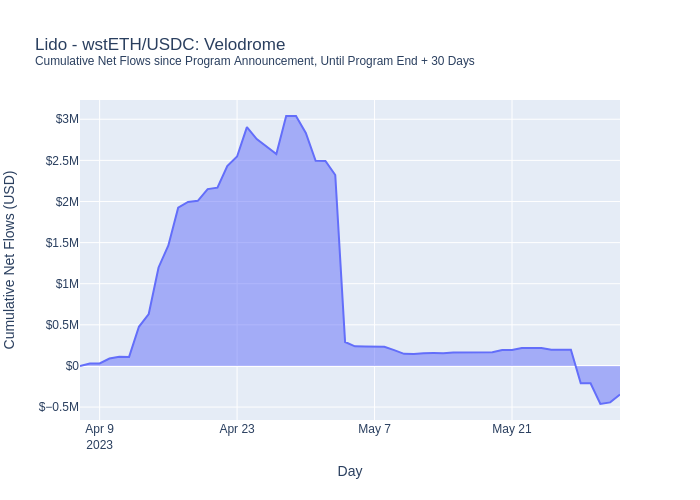 Lido - wstETH/USDC: Velodrome
Cumulative Net Flows since Program Announcement, Until Program End + 30 Days
Cumulative Net Flows (USD)
$3M
$2.5M
$2M
$1.5M
$1M
$0.5M
$0
$−0.5M
Apr 9
2023
Apr 23
May 7
May 21
Day